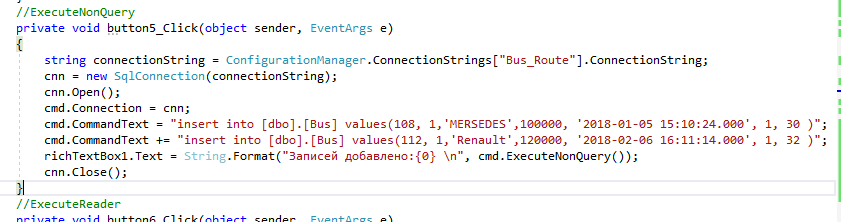 //ExecuteNonQuery
private void button5_Click(object sender, EventArgs e)
{
string connectionString = ConfigurationManager.ConnectionStrings["Bus_Route"].ConnectionString;
cnn = new SqlConnection(connectionString);
cnn.Open();
cmd.Connection = cnn;
cmd.CommandText = "insert into [dbo].[Bus] values(108, 1,'MERSEDES',100000, '2018-01-05 15:10:24.000', 1, 30 )";
cmd.CommandText += "insert into [dbo].[Bus] values(112, 1,'Renault',120000, '2018-02-06 16:11:14.000', 1, 32 )";
richTextBox1.Text = String.Format("Записей добавлено:{0} \n", cmd.ExecuteNonQuery());
cnn.Close();
}
//ExecuteReader
private void button6_Click(object sender, EventArgs e)